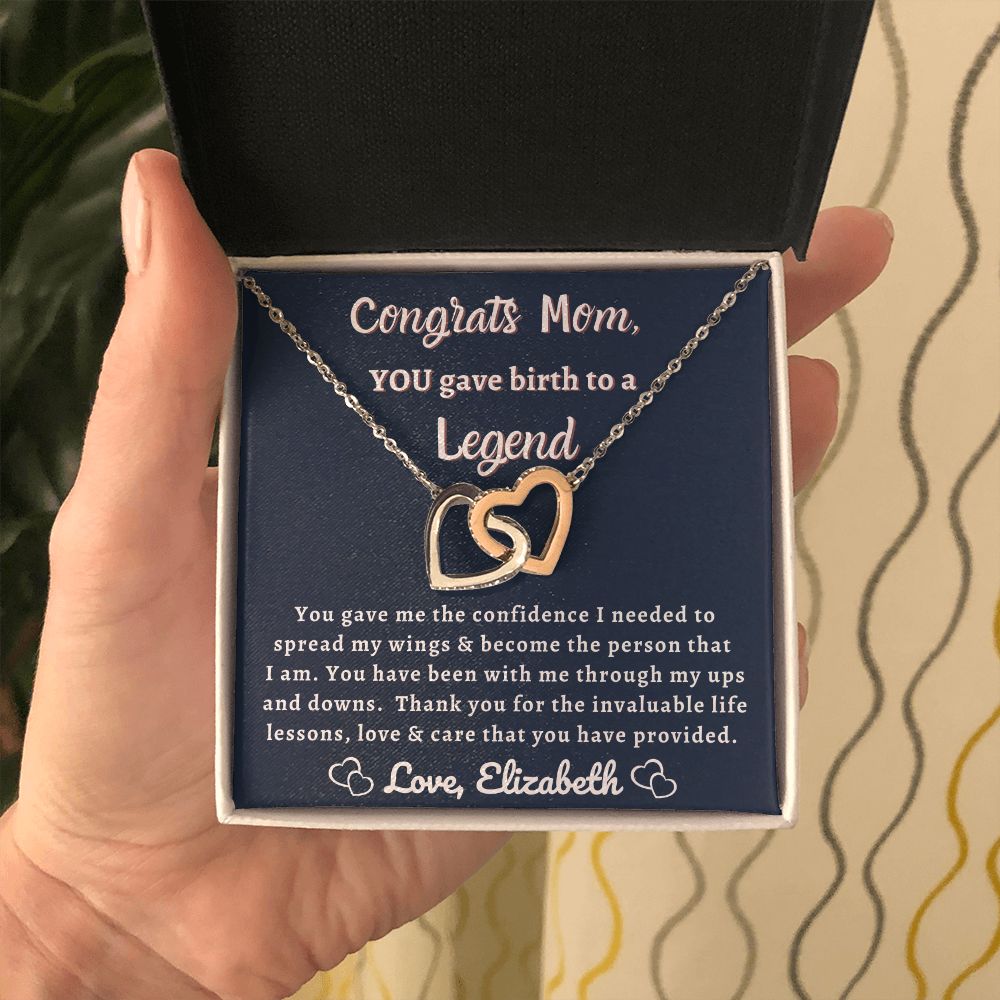 Congrats Mom,
YOU gave birth to a
Legend
You gave me the confidence I needed to
spread my wings & become the person that
I am. You have been with me through my ups
and downs. Thank you for the invaluable life
lessons, love & care that you have provided.
Love, Elizabeth